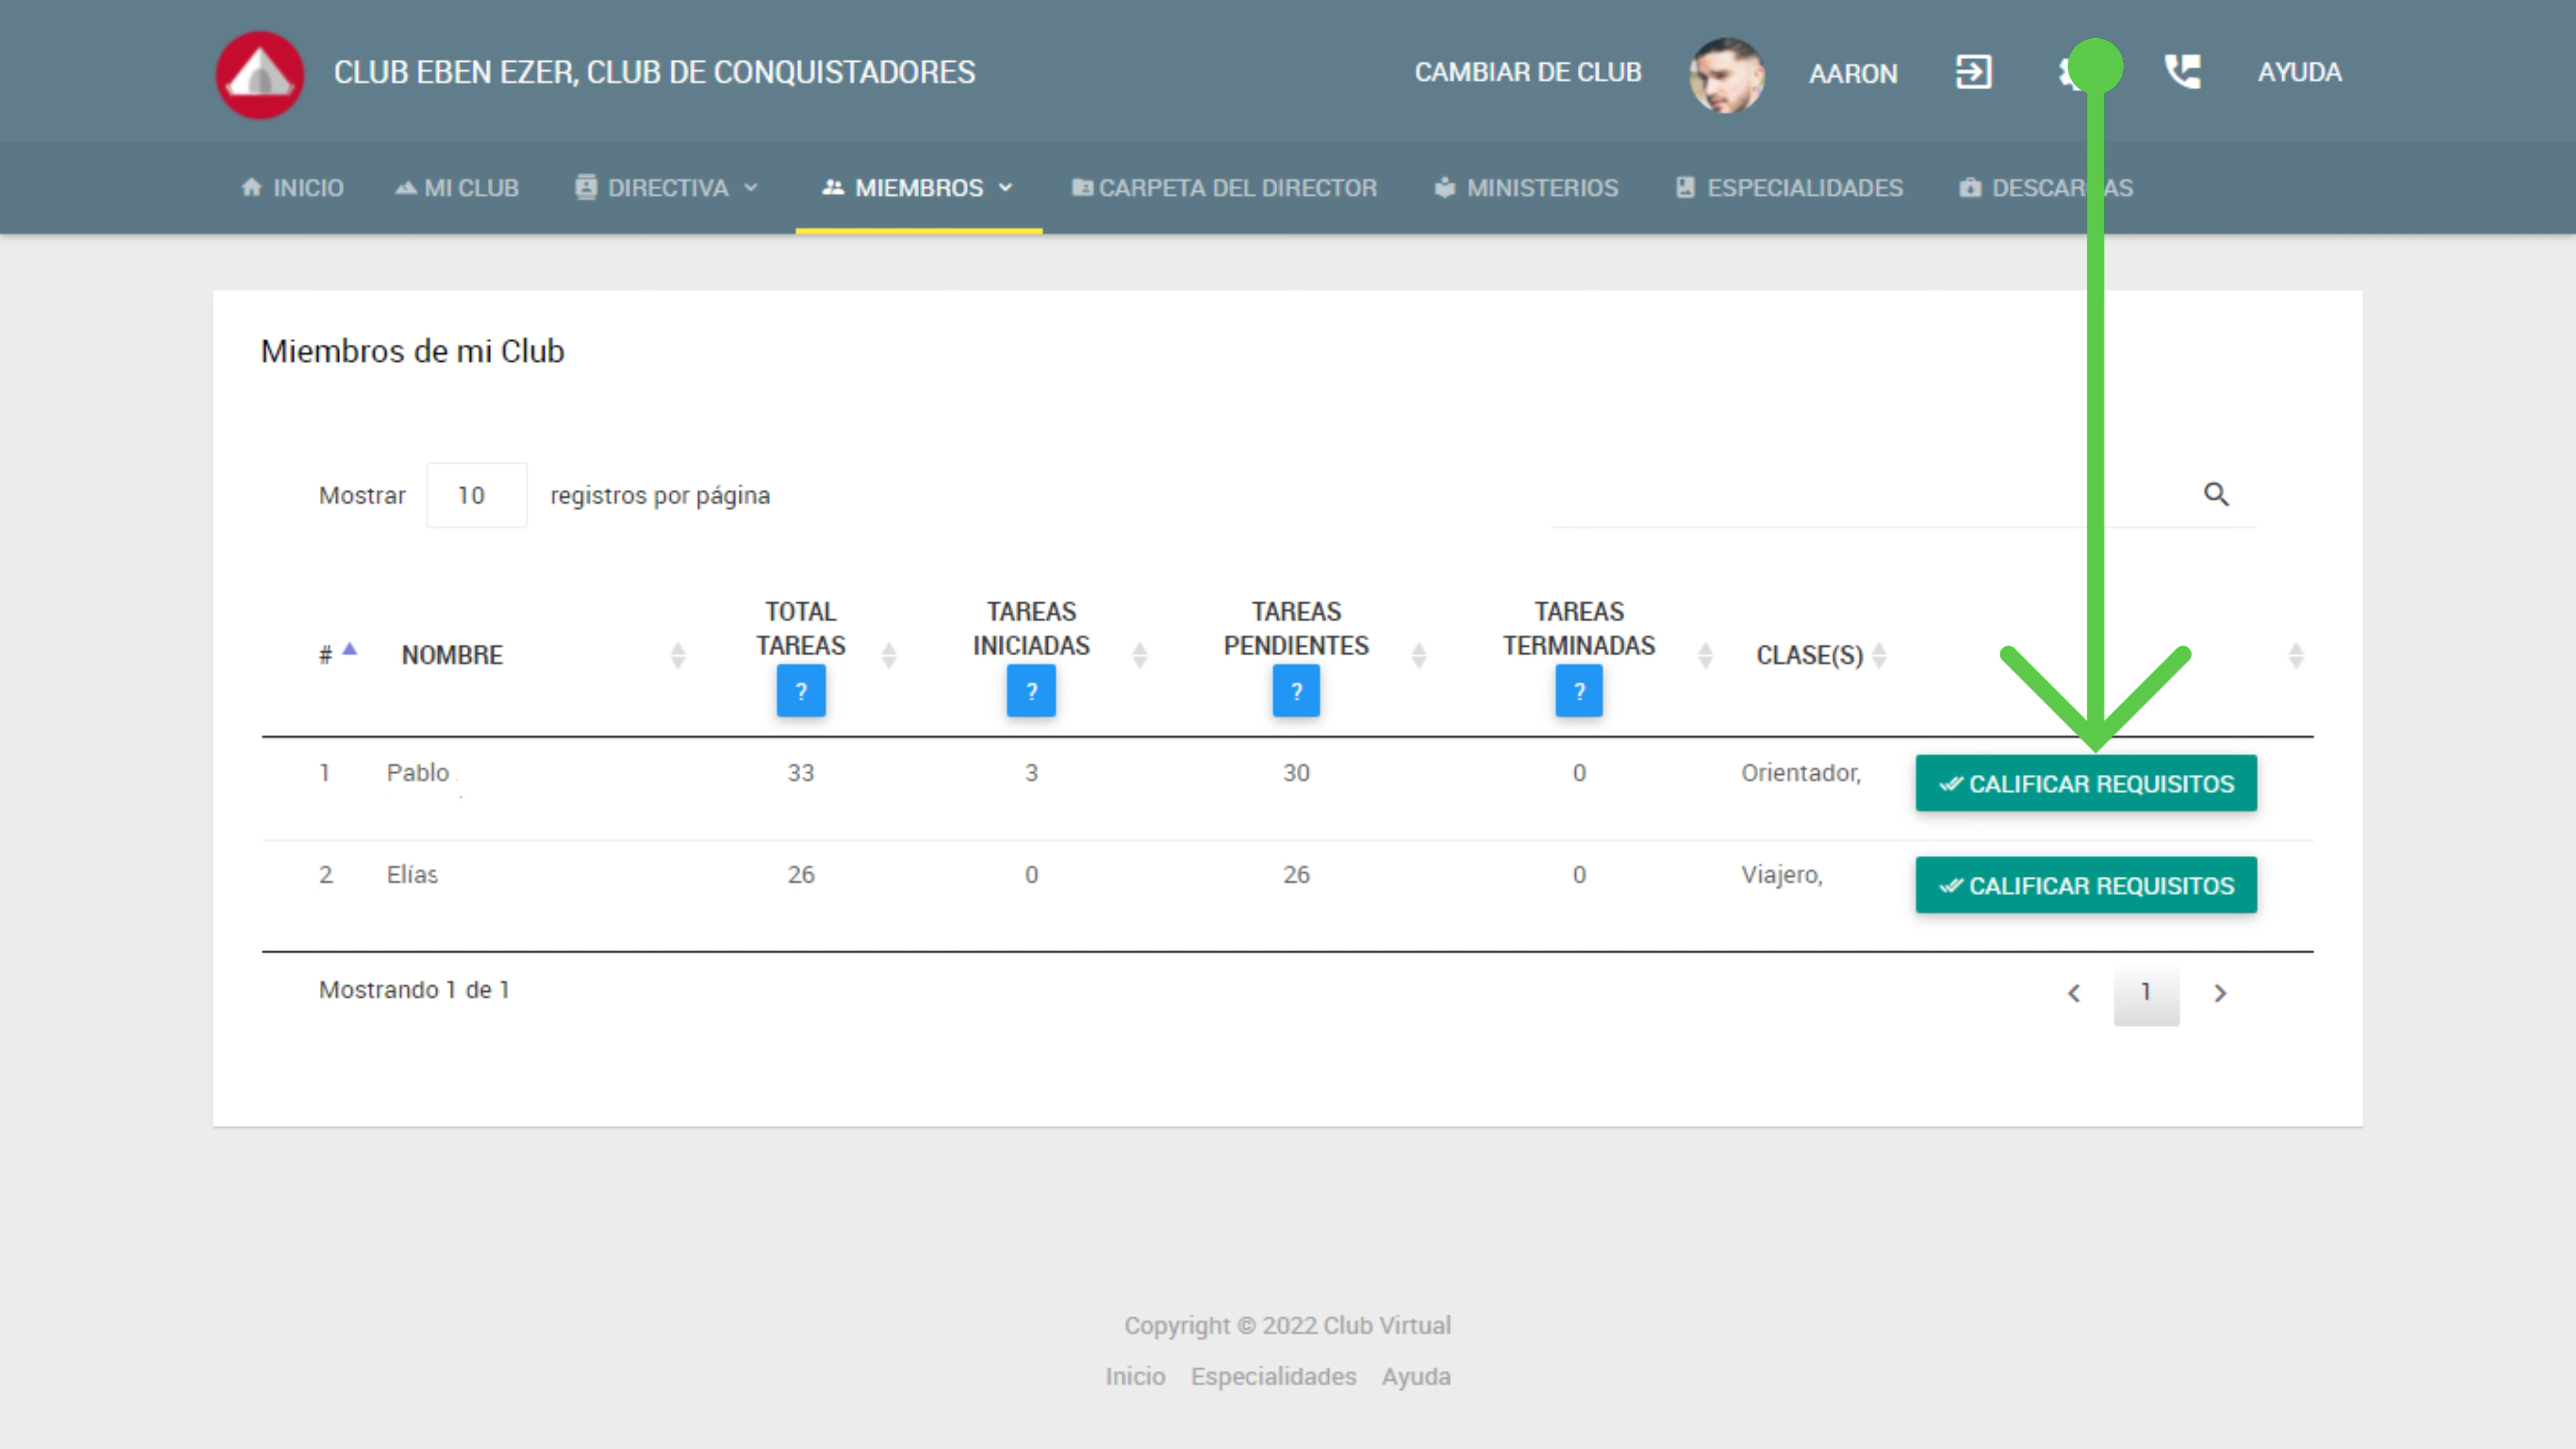 CLUB EBEN EZER, CLUB DE CONQUISTADORES
CAMBIAR DE CLUB
AARON
AYUDA
INICIO
MI CLUB
DIRECTIVA
MIEMBROS
CARPETA DEL DIRECTOR
MINISTERIOS
ESPECIALIDADES
DESCARGAS
Miembros de mi Club
Mostrar 10 registros por página
# NOMBRE
TOTAL
TAREAS
?
TAREAS
INICIADAS
?
TAREAS
PENDIENTES
?
TAREAS
TERMINADAS
?
CLASE(S)
1 Pablo 33 3 30 0 Orientador, CALIFICAR REQUISITOS
2 Elías 26 0 26 0 Viajero, CALIFICAR REQUISITOS
Mostrando 1 de 1
1
Copyright © 2022 Club Virtual
Inicio Especialidades Ayuda